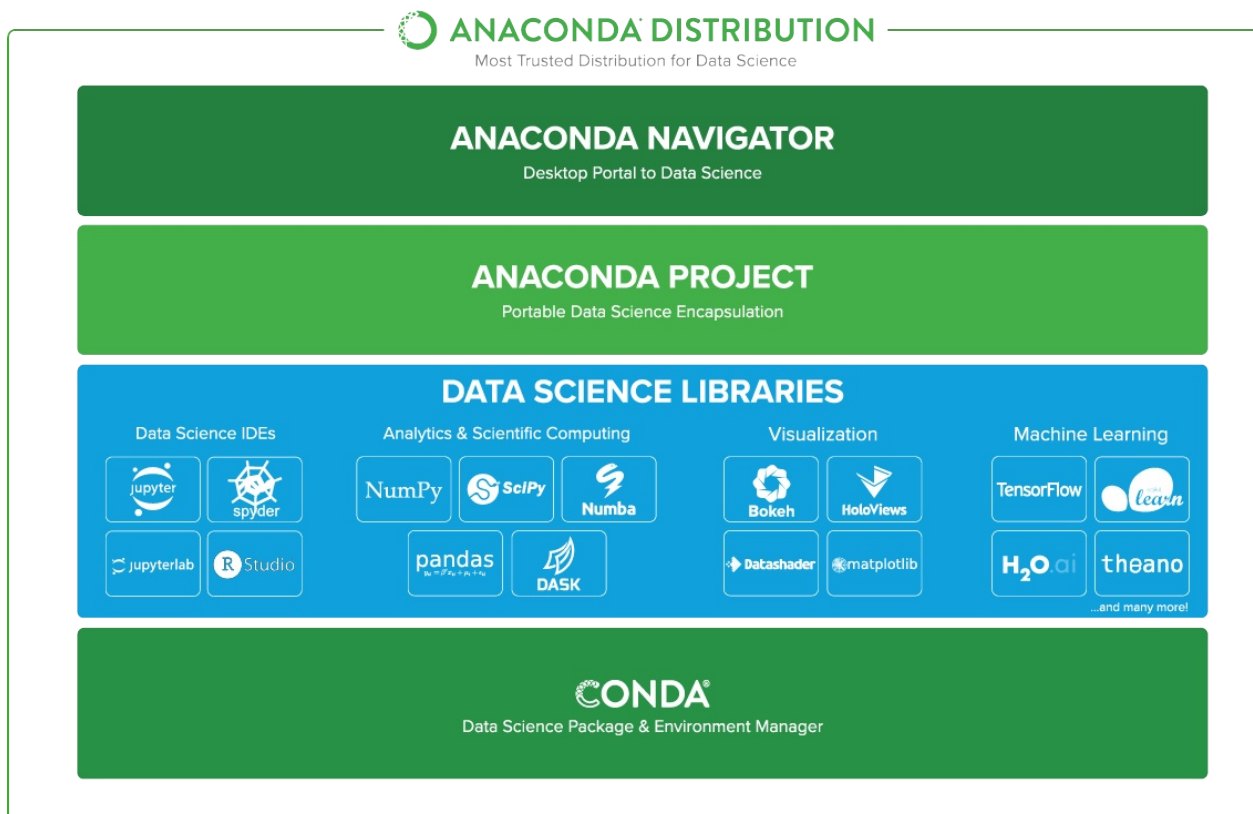 ANACONDA® DISTRIBUTION
Most Trusted Distribution for Data Science
ANACONDA NAVIGATOR
Desktop Portal to Data Science
ANACONDA PROJECT
Portable Data Science Encapsulation
DATA SCIENCE LIBRARIES
Data Science IDEs
jupyter
spyder
jupyterlab
R Studio
Analytics & Scientific Computing
NumPy
SciPy
Numba
pandas
DASK
Visualization
Bokeh
HoloViews
Datashader
matplotlib
Machine Learning
TensorFlow
learn
H₂O.ai
theano
...and many more!
CONDA®
Data Science Package & Environment Manager